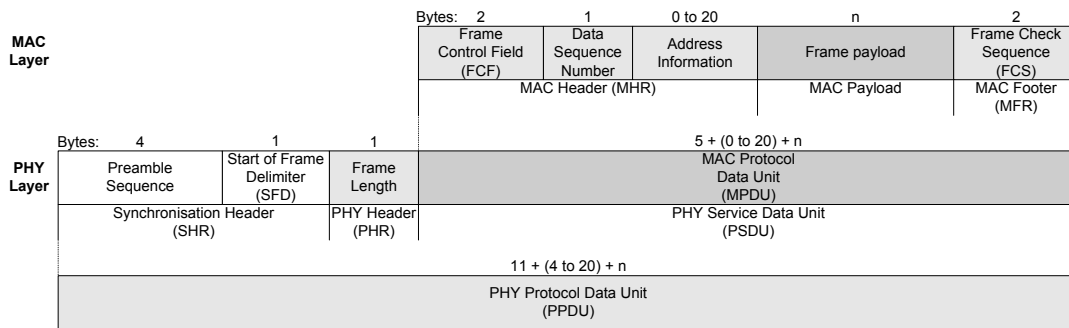 Bytes: 2 1 0 to 20 n 2
MAC Layer
Frame Control Field (FCF)
Data Sequence Number
Address Information
Frame payload
Frame Check Sequence (FCS)
MAC Header (MHR)
MAC Payload
MAC Footer (MFR)
Bytes: 4 1 1 5 + (0 to 20) + n
PHY Layer
Preamble Sequence
Start of Frame Delimiter (SFD)
Frame Length
MAC Protocol Data Unit (MPDU)
Synchronisation Header (SHR)
PHY Header (PHR)
PHY Service Data Unit (PSDU)
11 + (4 to 20) + n
PHY Protocol Data Unit (PPDU)